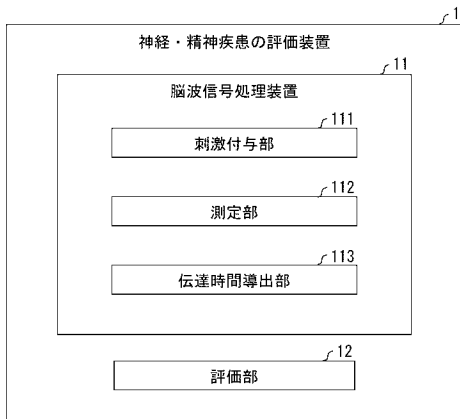 1
神経・精神疾患の評価装置
11
脳波信号処理装置
111
刺激付与部
112
測定部
113
伝達時間導出部
12
評価部